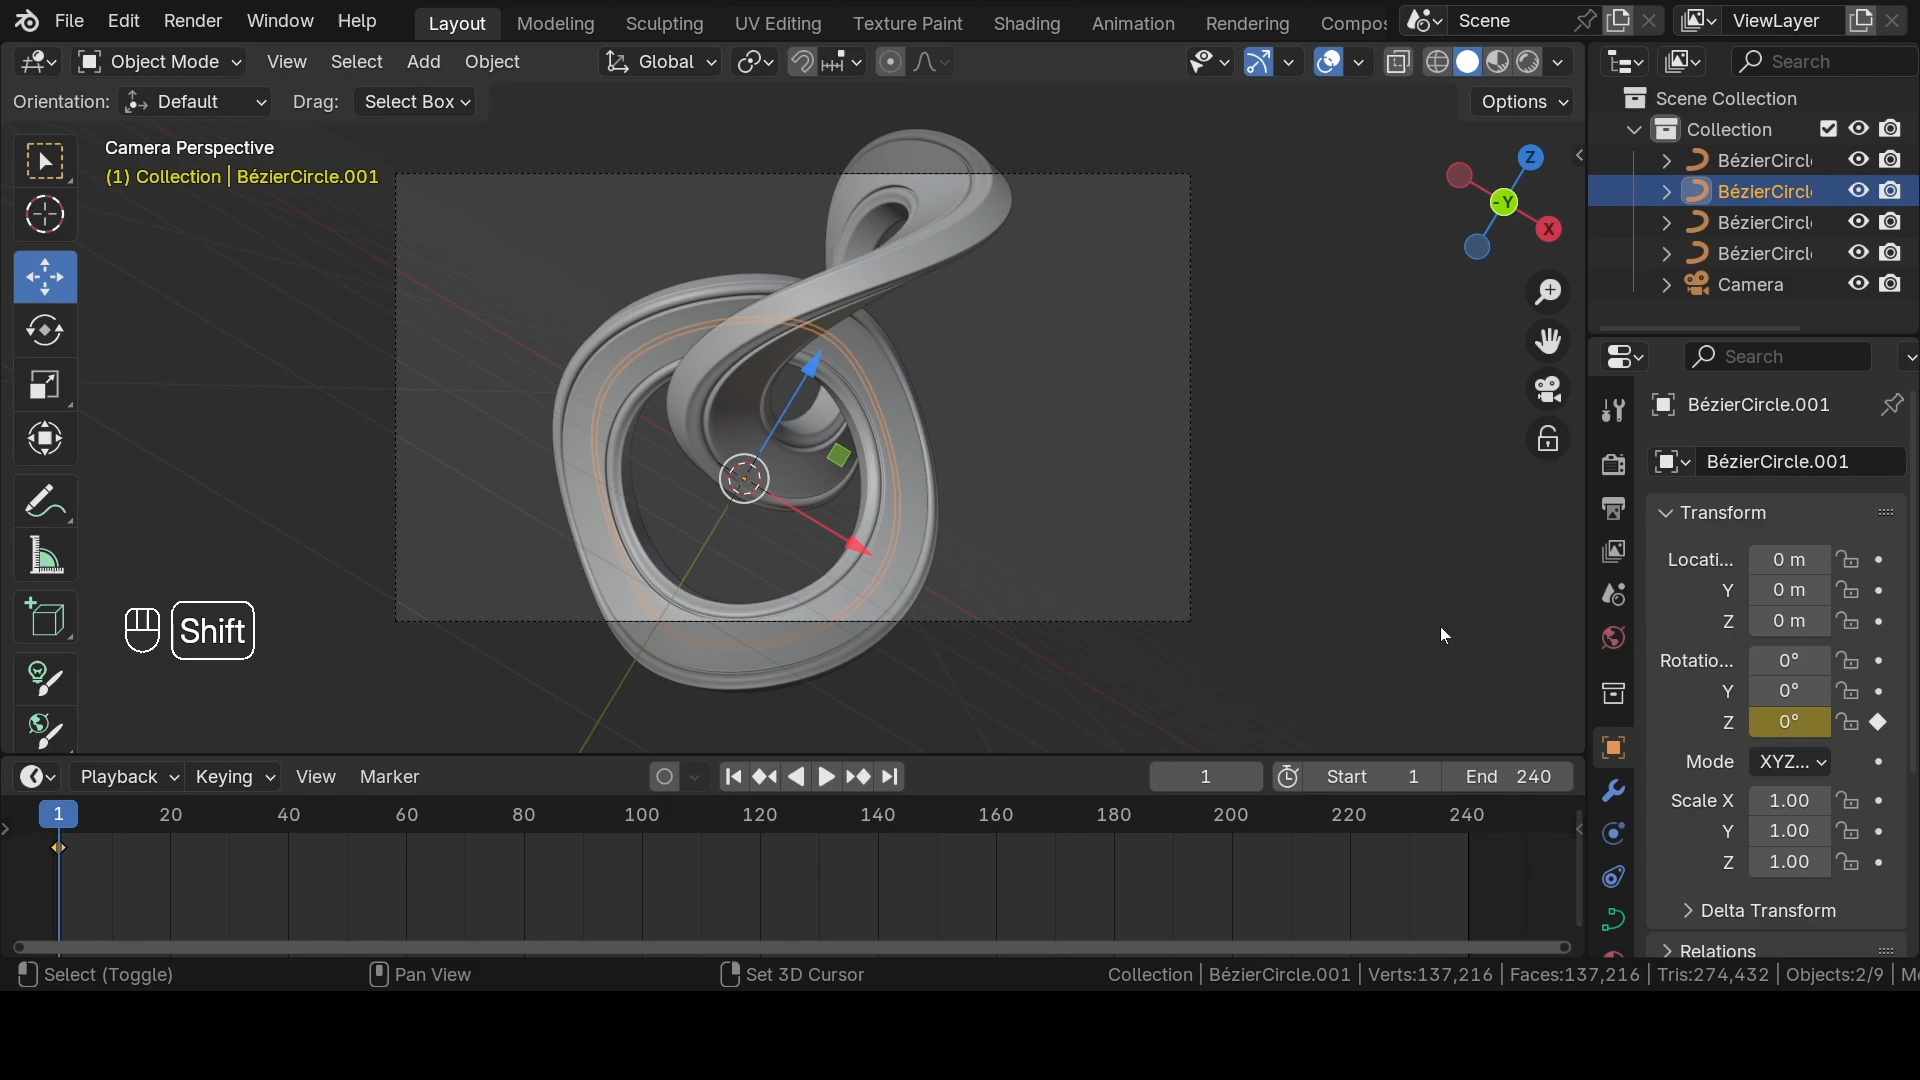 File Edit Render Window Help Layout Modeling Sculpting UV Editing Texture Paint Shading Animation Rendering Compos Scene ViewLayer
Object Mode View Select Add Object Global Search
Orientation: Default Drag: Select Box Options
Scene Collection
Camera Perspective
(1) Collection | BézierCircle.001
Collection
BézierCircl
BézierCircl
BézierCircl
BézierCircl
Camera
Z
-Y
X
Search
BézierCircle.001
BézierCircle.001
Transform
Locati... 0 m
Y 0 m
Z 0 m
Rotatio... 0°
Y 0°
Z 0°
Mode XYZ...
Scale X 1.00
Y 1.00
Z 1.00
Delta Transform
Relations
Shift
Playback Keying View Marker 1 Start 1 End 240
1 20 40 60 80 100 120 140 160 180 200 220 240
Select (Toggle) Pan View Set 3D Cursor Collection | BézierCircle.001 | Verts:137,216 | Faces:137,216 | Tris:274,432 | Objects:2/9 |